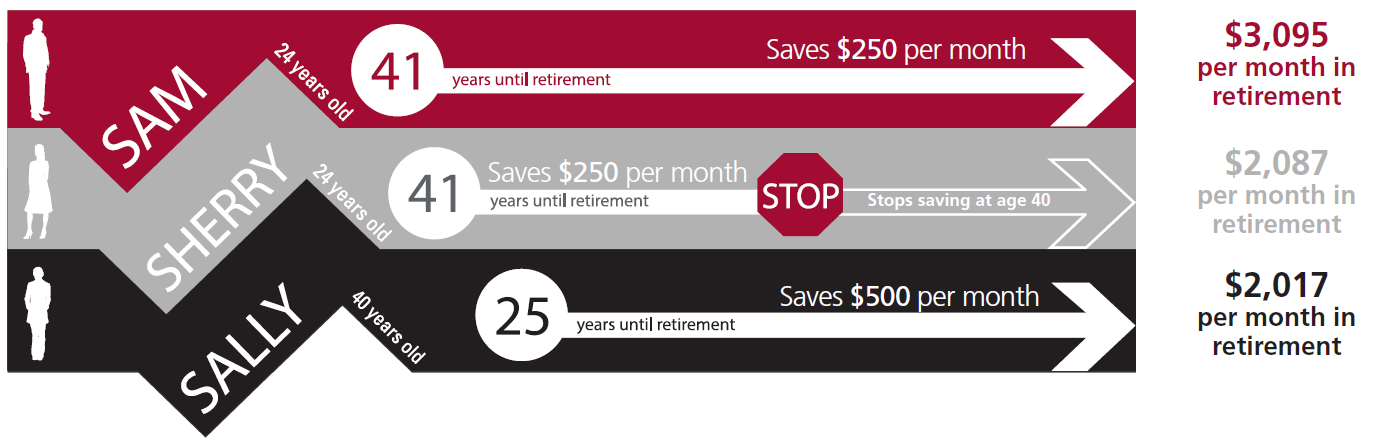 SAM
24 years old
41
years until retirement
Saves $250 per month
$3,095
per month in
retirement
SHERRY
24 years old
41
Saves $250 per month
years until retirement
STOP
Stops saving at age 40
$2,087
per month in
retirement
SALLY
40 years old
25
years until retirement
Saves $500 per month
$2,017
per month in
retirement